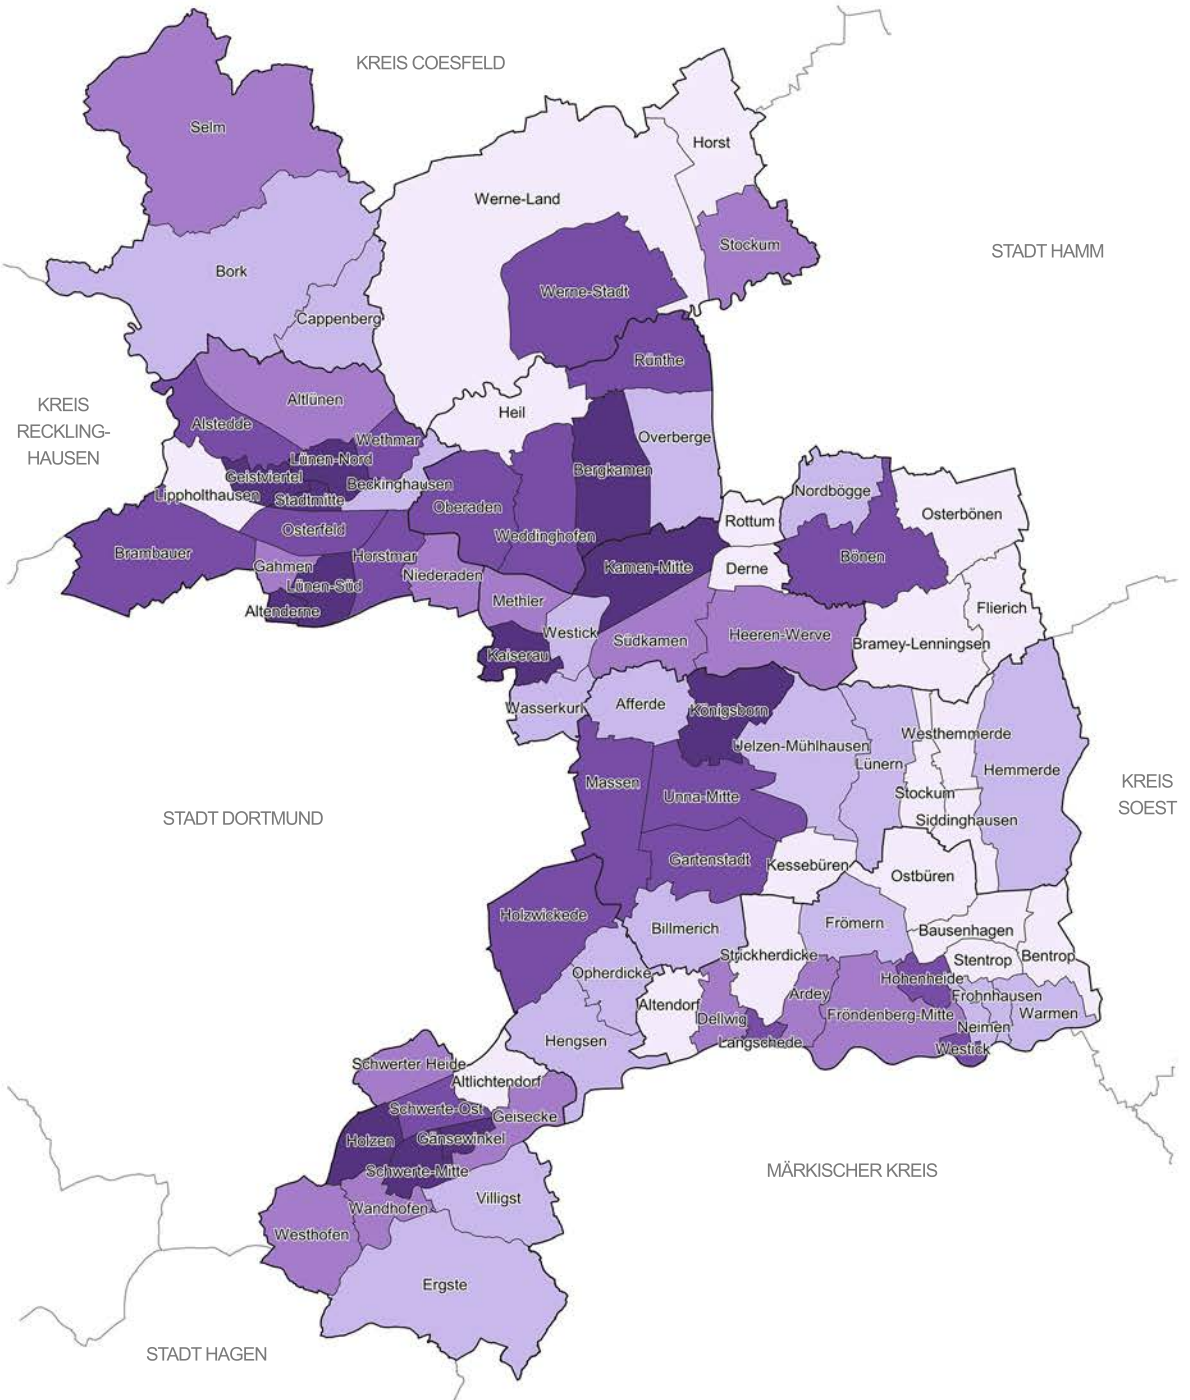 KREIS COESFELD
Selm
Horst
Werne-Land
Stockum
STADT HAMM
Bork
Werne-Stadt
Cappenberg
Rünthe
KREIS
RECKLING-
HAUSEN
Altlünen
Heil
Alstedde
Wethmar
Overberge
Lünen-Nord
Bergkamen
Geistviertel
Beckinghausen
Lippholthausen
Stadtmitte
Nordbögge
Oberaden
Osterbönen
Rottum
Osterfeld
Weddinghofen
Brambauer
Horstmar
Bönen
Gahmen
Kamen-Mitte
Derne
Niederaden
Lünen-Süd
Altenderne
Methler
Flierich
Westick
Südkamen
Heeren-Werve
Bramey-Lenningsen
Kaiserau
Wasserkurl
Afferde
Königsborn
Westhemmerde
Uelzen-Mühlhausen
Lünern
Hemmerde
Massen
KREIS
SOEST
Stockum
Unna-Mitte
STADT DORTMUND
Siddinghausen
Gartenstadt
Kessebüren
Ostbüren
Holzwickede
Billmerich
Frömern
Bausenhagen
Strickherdicke
Stentrop
Bentrop
Opherdicke
Hohenheide
Ardey
Frohnhausen
Altendorf
Dellwig
Fröndenberg-Mitte
Warmen
Neimen
Hengsen
Langschede
Westick
Schwerter Heide
Altlichtendorf
Schwerte-Ost
Geisecke
Holzen
Gänsewinkel
Schwerte-Mitte
MÄRKISCHER KREIS
Villigst
Wandhofen
Westhofen
Ergste
STADT HAGEN